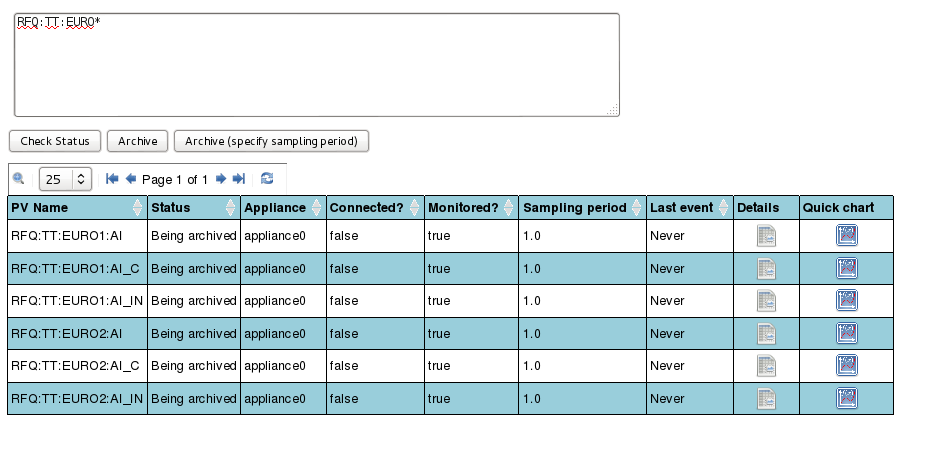 RFQ:TT:EURO*
Check Status Archive Archive (specify sampling period)
25 Page 1 of 1
PV Name Status Appliance Connected? Monitored? Sampling period Last event Details Quick chart
RFQ:TT:EURO1:AI Being archived appliance0 false true 1.0 Never
RFQ:TT:EURO1:AI_C Being archived appliance0 false true 1.0 Never
RFQ:TT:EURO1:AI_IN Being archived appliance0 false true 1.0 Never
RFQ:TT:EURO2:AI Being archived appliance0 false true 1.0 Never
RFQ:TT:EURO2:AI_C Being archived appliance0 false true 1.0 Never
RFQ:TT:EURO2:AI_IN Being archived appliance0 false true 1.0 Never